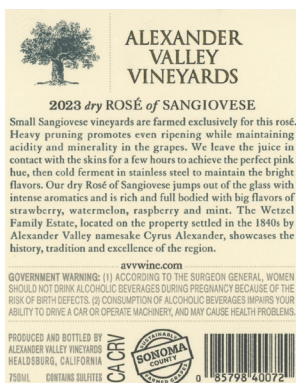 ALEXANDER
VALLEY
VINEYARDS
2023 dry ROSÉ of SANGIOVESE
Small Sangiovese vineyards are farmed exclusively for this rosé.
Heavy pruning promotes even ripening while maintaining
acidity and minerality in the grapes. We leave the juice in
contact with the skins for a few hours to achieve the perfect pink
hue, then cold ferment in stainless steel to maintain the bright
flavors. Our dry Rosé of Sangiovese jumps out of the glass with
intense aromatics and is rich and full bodied with big flavors of
strawberry, watermelon, raspberry and mint. The Wetzel
Family Estate, located on the property settled in the 1840s by
Alexander Valley namesake Cyrus Alexander, showcases the
history, tradition and excellence of the region.
avvwine.com
GOVERNMENT WARNING: (1) ACCORDING TO THE SURGEON GENERAL, WOMEN
SHOULD NOT DRINK ALCOHOLIC BEVERAGES DURING PREGNANCY BECAUSE OF THE
RISK OF BIRTH DEFECTS. (2) CONSUMPTION OF ALCOHOLIC BEVERAGES IMPAIRS YOUR
ABILITY TO DRIVE A CAR OR OPERATE MACHINERY, AND MAY CAUSE HEALTH PROBLEMS.
PRODUCED AND BOTTLED BY
ALEXANDER VALLEY VINEYARDS
HEALDSBURG, CALIFORNIA
750ML CONTAINS SULFITES
CA CRV
SUSTAINABLY
SONOMA
COUNTY
FARMED GRAPES
0 85798 40072